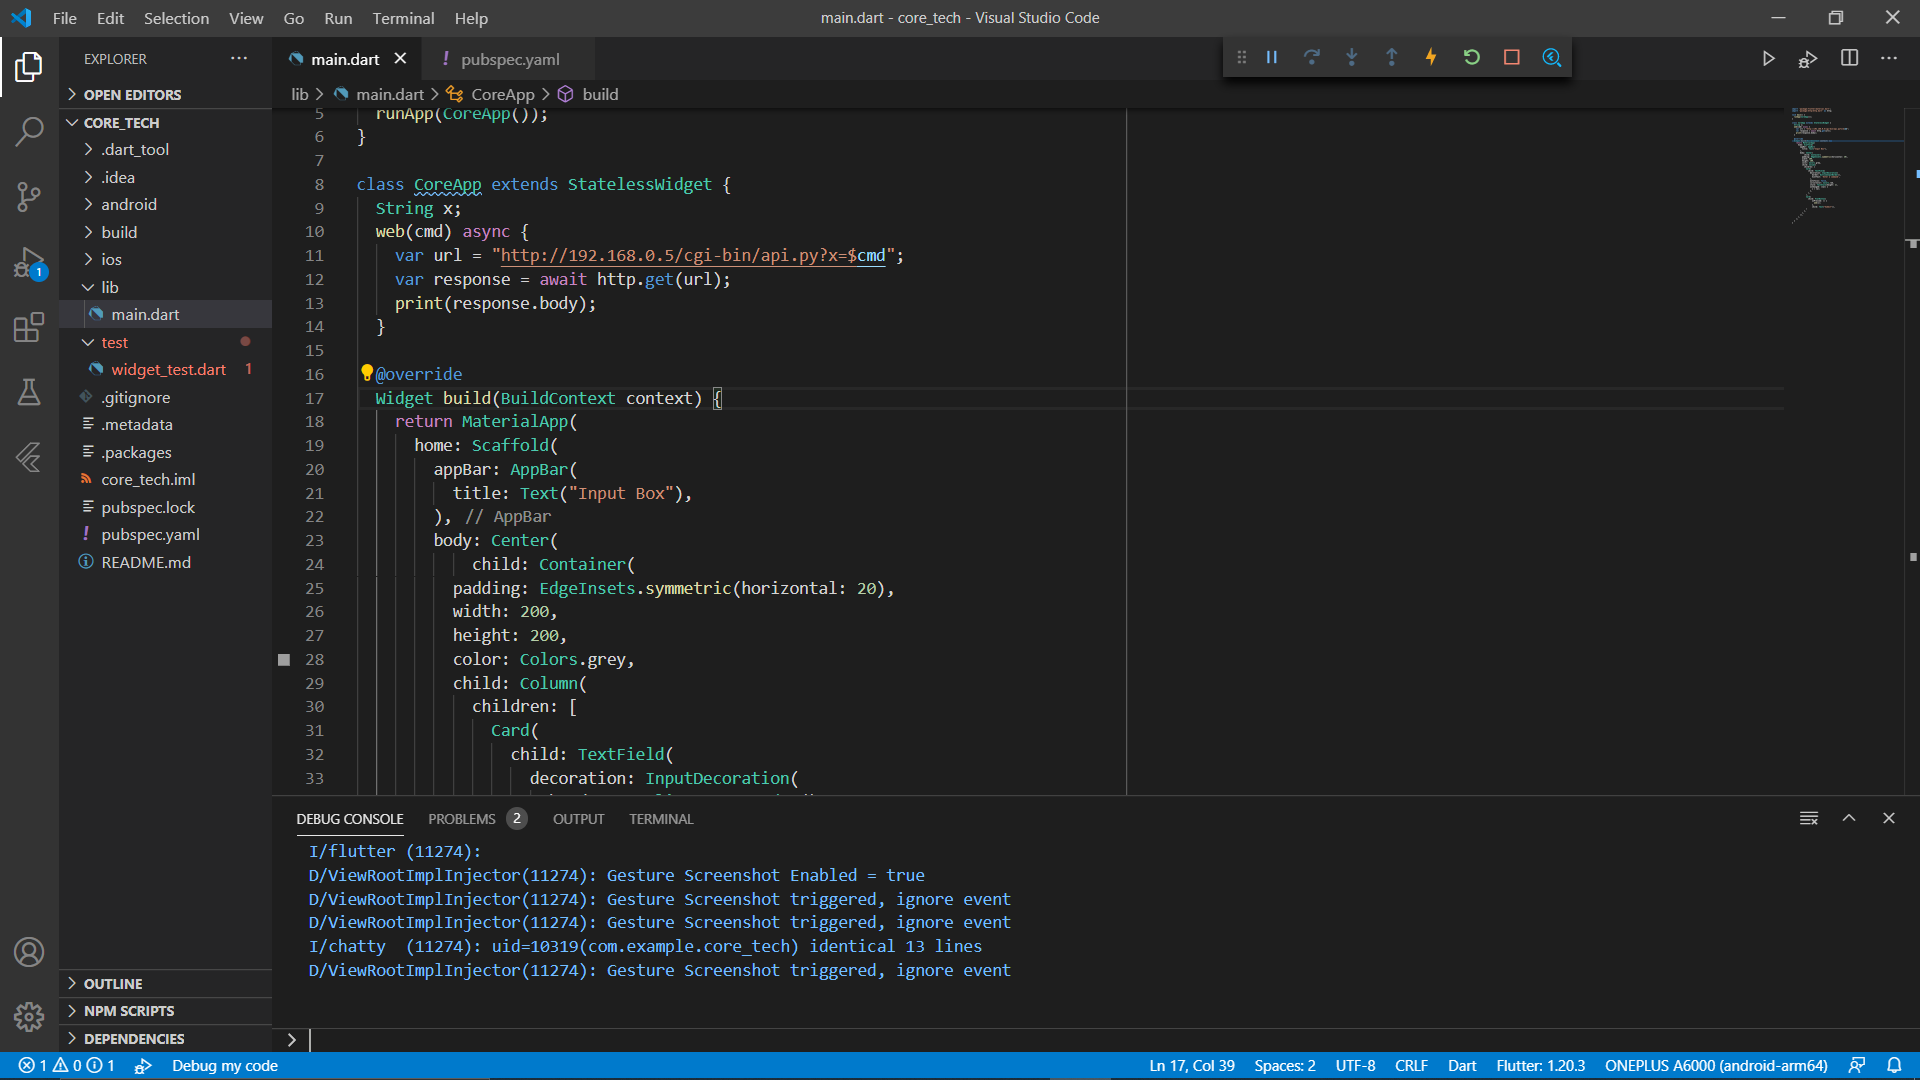 File Edit Selection View Go Run Terminal Help
main.dart - core_tech - Visual Studio Code
EXPLORER
OPEN EDITORS
CORE_TECH
.dart_tool
.idea
android
build
ios
lib
main.dart
test
widget_test.dart 1
.gitignore
.metadata
.packages
core_tech.iml
pubspec.lock
! pubspec.yaml
README.md
OUTLINE
NPM SCRIPTS
DEPENDENCIES
1
main.dart
! pubspec.yaml
lib > main.dart > CoreApp > build
5 runApp(CoreApp());
6 }
7
8 class CoreApp extends StatelessWidget {
9 String x;
10 web(cmd) async {
11 var url = "http://192.168.0.5/cgi-bin/api.py?x=$cmd";
12 var response = await http.get(url);
13 print(response.body);
14 }
15
16 @override
17 Widget build(BuildContext context) {
18 return MaterialApp(
19 home: Scaffold(
20 appBar: AppBar(
21 title: Text("Input Box"),
22 ), // AppBar
23 body: Center(
24 child: Container(
25 padding: EdgeInsets.symmetric(horizontal: 20),
26 width: 200,
27 height: 200,
28 color: Colors.grey,
29 child: Column(
30 children: [
31 Card(
32 child: TextField(
33 decoration: InputDecoration(
DEBUG CONSOLE PROBLEMS 2 OUTPUT TERMINAL
I/flutter (11274):
D/ViewRootImplInjector(11274): Gesture Screenshot Enabled = true
D/ViewRootImplInjector(11274): Gesture Screenshot triggered, ignore event
D/ViewRootImplInjector(11274): Gesture Screenshot triggered, ignore event
I/chatty  (11274): uid=10319(com.example.core_tech) identical 13 lines
D/ViewRootImplInjector(11274): Gesture Screenshot triggered, ignore event
>
1 0 1 Debug my code
Ln 17, Col 39 Spaces: 2 UTF-8 CRLF Dart Flutter: 1.20.3 ONEPLUS A6000 (android-arm64)